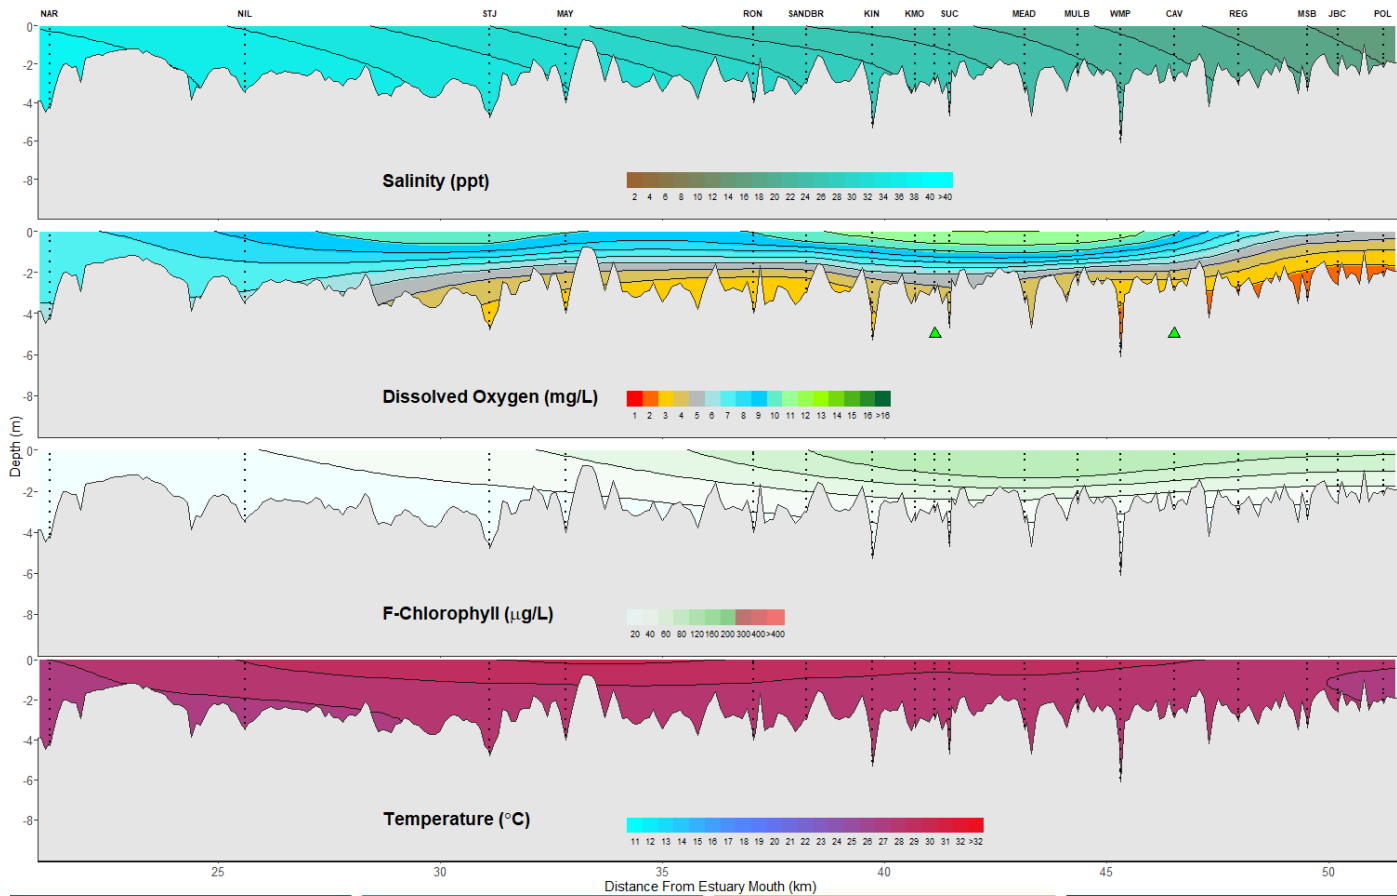 NAR NIL STJ MAY RON SANDBR KIN KMO SUC MEAD MULB WMP CAV REG MSB JBC POL
0
-2
-4
-6
-8
Salinity (ppt)
2 4 6 8 10 12 14 16 18 20 22 24 26 28 30 32 34 36 38 40 >40
0
-2
-4
-6
-8
Dissolved Oxygen (mg/L)
1 2 3 4 5 6 7 8 9 10 11 12 13 14 15 16 >16
Depth (m)
0
-2
-4
-6
-8
F-Chlorophyll (μg/L)
20 40 60 80 120 160 200 300 400 >400
0
-2
-4
-6
-8
Temperature (°C)
11 12 13 14 15 16 17 18 19 20 21 22 23 24 25 26 27 28 29 30 31 32 >32
25 30 35 40 45 50
Distance From Estuary Mouth (km)